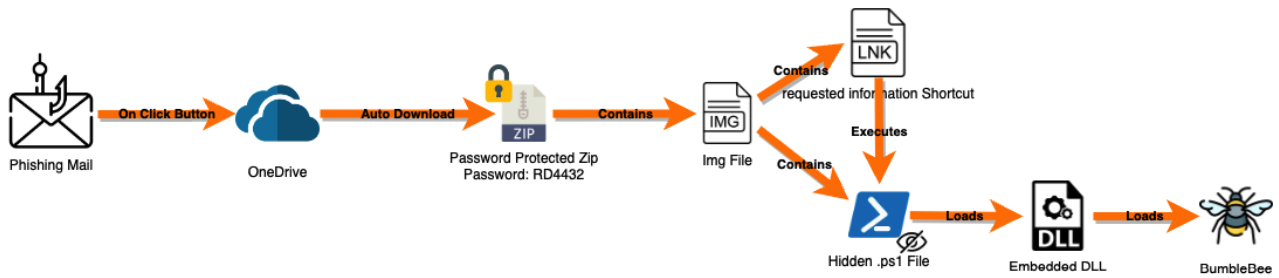 Phishing Mail
On Click Button
OneDrive
Auto Download
ZIP
Password Protected Zip
Password: RD4432
Contains
IMG
Img File
Contains
LNK
requested information Shortcut
Executes
Contains
Hidden .ps1 File
Loads
DLL
Embedded DLL
Loads
BumbleBee